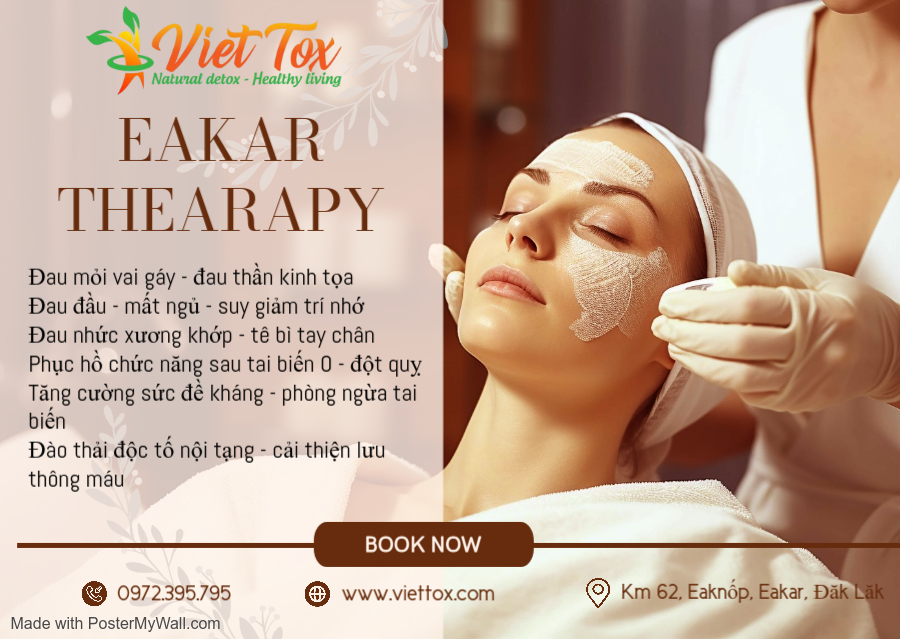 Viet Tox
Natural detox - Healthy living
EAKAR
THEARAPY
Đau mỏi vai gáy - đau thần kinh tọa
Đau đầu - mất ngủ - suy giảm trí nhớ
Đau nhức xương khớp - tê bì tay chân
Phục hồ chức năng sau tai biến 0 - đột quỵ
Tăng cường sức đề kháng - phòng ngừa tai
biến
Đào thải độc tố nội tạng - cải thiện lưu
thông máu
BOOK NOW
0972.395.795
www.viettox.com
Km 62, Eaknốp, Eakar, Đăk Lăk
Made with PosterMyWall.com